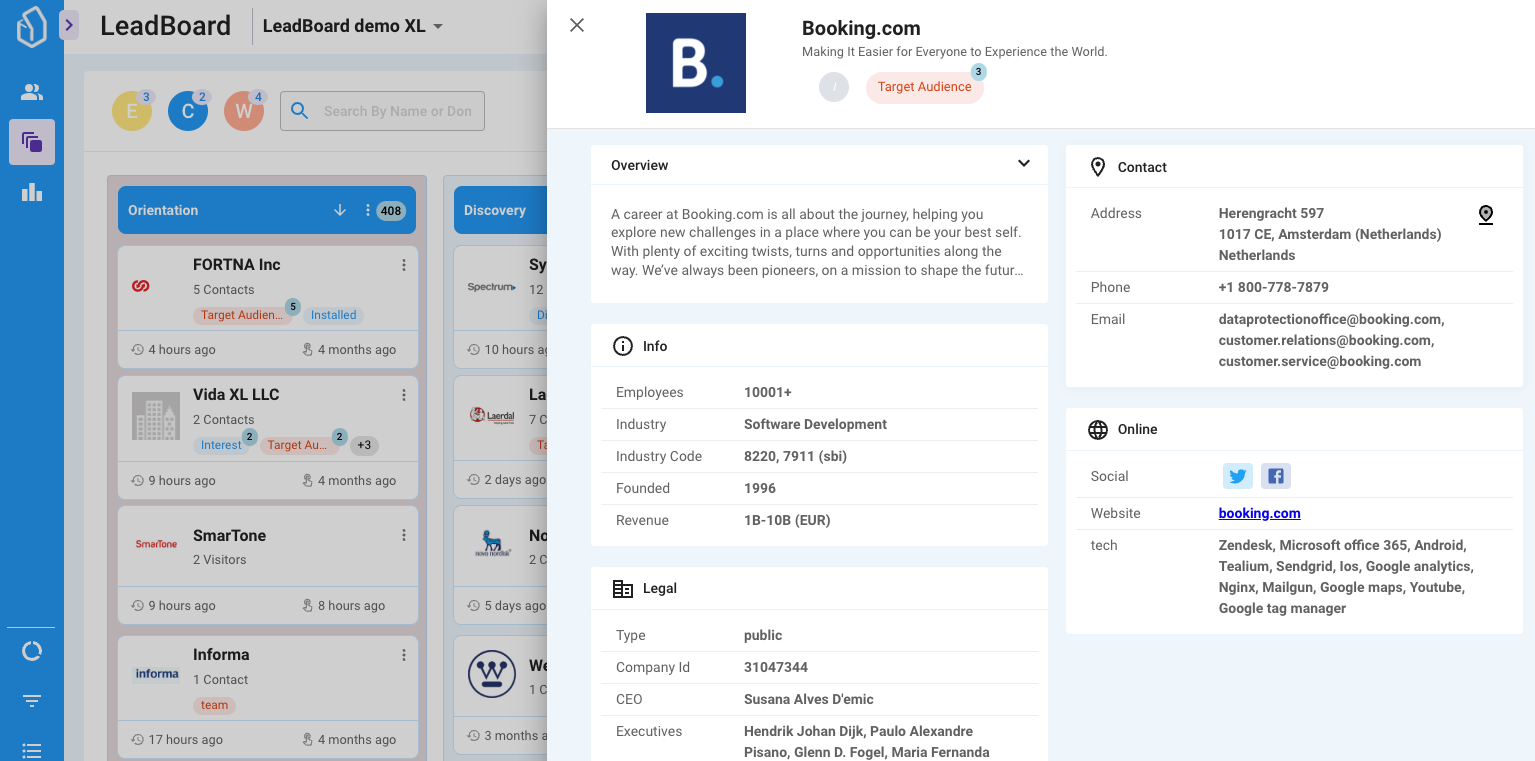 LeadBoard
LeadBoard demo XL
E 3
C 2
W 4
Search By Name or Don
Orientation
408
FORTNA Inc
5 Contacts
Target Audien... 5
Installed
4 hours ago
4 months ago
Vida XL LLC
2 Contacts
Interest 2
Target Au... 2
+3
9 hours ago
4 months ago
SmarTone
SmarTone
2 Visitors
9 hours ago
8 hours ago
informa
Informa
1 Contact
team
17 hours ago
4 months ago
Discovery
Spectrum
Sy
12
Di
10 hours ag
Laerdal
La
7 C
Ta
2 days ago
novo nordisk
No
2 C
5 days ago
W
We
1 C
3 months a
B.
Booking.com
Making It Easier for Everyone to Experience the World.
/
Target Audience 3
Overview
A career at Booking.com is all about the journey, helping you
explore new challenges in a place where you can be your best self.
With plenty of exciting twists, turns and opportunities along the
way. We’ve always been pioneers, on a mission to shape the futur...
Info
Employees 10001+
Industry Software Development
Industry Code 8220, 7911 (sbi)
Founded 1996
Revenue 1B-10B (EUR)
Legal
Type public
Company Id 31047344
CEO Susana Alves D'emic
Executives Hendrik Johan Dijk, Paulo Alexandre
Pisano, Glenn D. Fogel, Maria Fernanda
Contact
Address Herengracht 597
1017 CE, Amsterdam (Netherlands)
Netherlands
Phone +1 800-778-7879
Email dataprotectionoffice@booking.com,
customer.relations@booking.com,
customer.service@booking.com
Online
Social
Website booking.com
tech Zendesk, Microsoft office 365, Android,
Tealium, Sendgrid, Ios, Google analytics,
Nginx, Mailgun, Google maps, Youtube,
Google tag manager